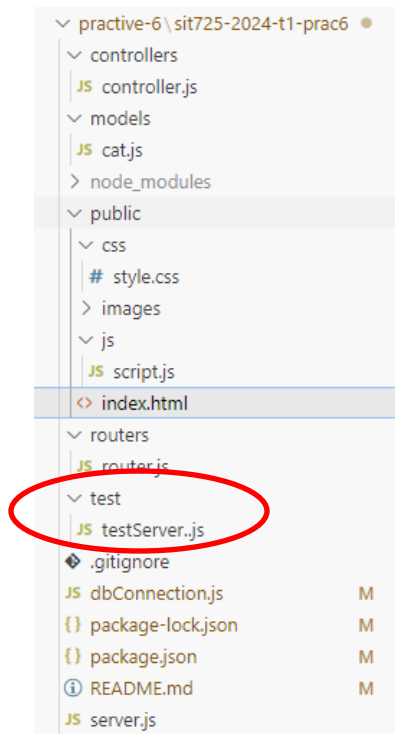 practive-6\sit725-2024-t1-prac6
controllers
JS controller.js
models
JS cat.js
node_modules
public
css
# style.css
images
js
JS script.js
<> index.html
routers
JS router.js
test
JS testServer..js
.gitignore
JS dbConnection.js M
{} package-lock.json M
{} package.json M
README.md M
JS server.js